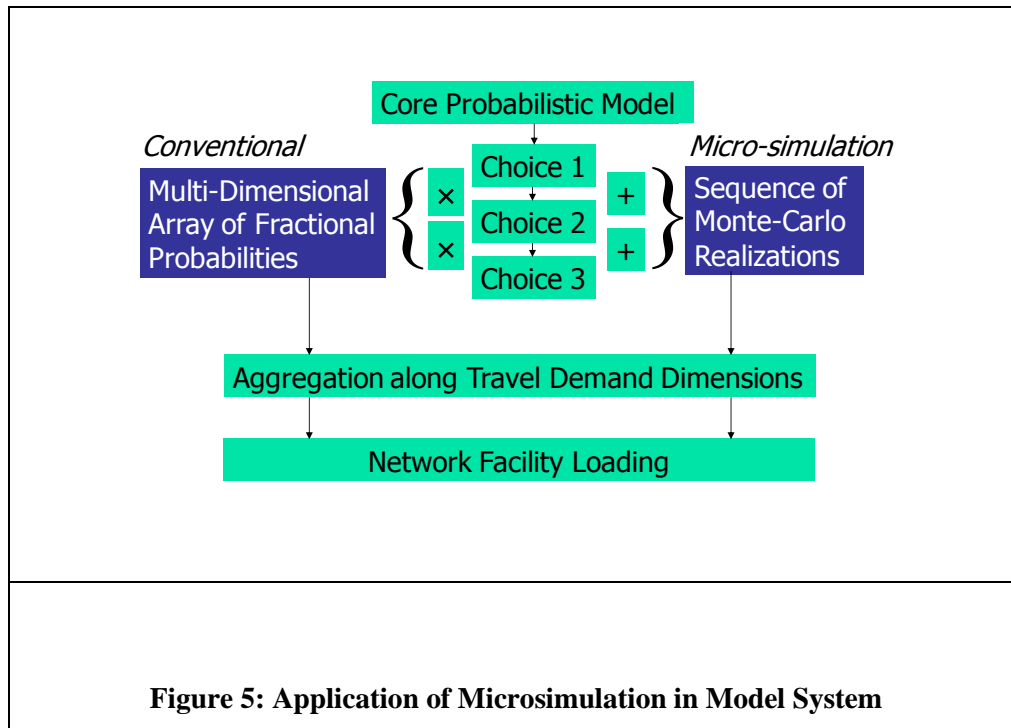 Core Probabilistic Model
Conventional
Micro-simulation
Multi-Dimensional
Array of Fractional
Probabilities
×
×
Choice 1
Choice 2
Choice 3
+
+
Sequence of
Monte-Carlo
Realizations
Aggregation along Travel Demand Dimensions
Network Facility Loading
Figure 5: Application of Microsimulation in Model System